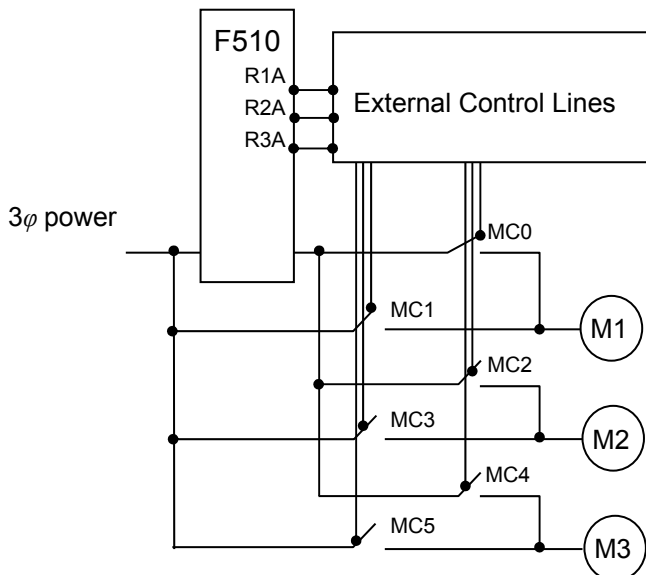 F510
R1A
R2A
R3A
External Control Lines
3φ power
MC0
MC1
M1
MC2
MC3
M2
MC4
MC5
M3